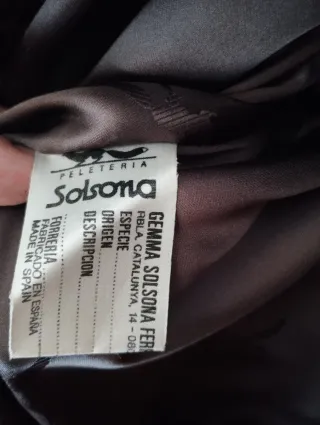 PELETERIA
Solsona
GEMMA SOLSONA FER
RBLA. CATALUNYA, 14 - 08
ESPECIE
ORIGEN
DESCRIPCION
FORRERIA
FABRICADO EN ESPAÑA
MADE IN SPAIN